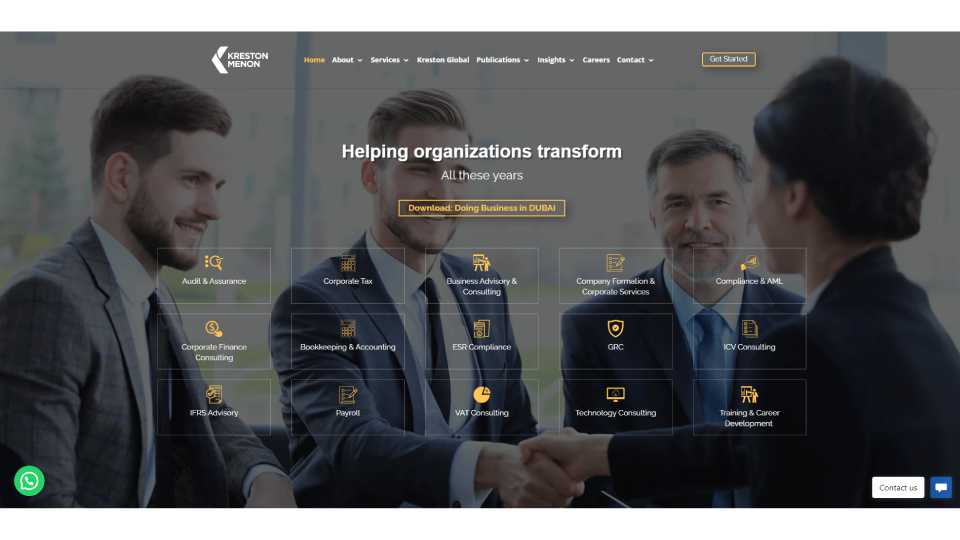 KRESTON
MENON
Home About Services Kreston Global Publications Insights Careers Contact
Get Started
Helping organizations transform
All these years
Download: Doing Business in DUBAI
Audit & Assurance
Corporate Tax
Business Advisory &
Consulting
Company Formation &
Corporate Services
Compliance & AML
Corporate Finance
Consulting
Bookkeeping & Accounting
ESR Compliance
GRC
ICV Consulting
IFRS Advisory
Payroll
VAT Consulting
Technology Consulting
Training & Career
Development
Contact us